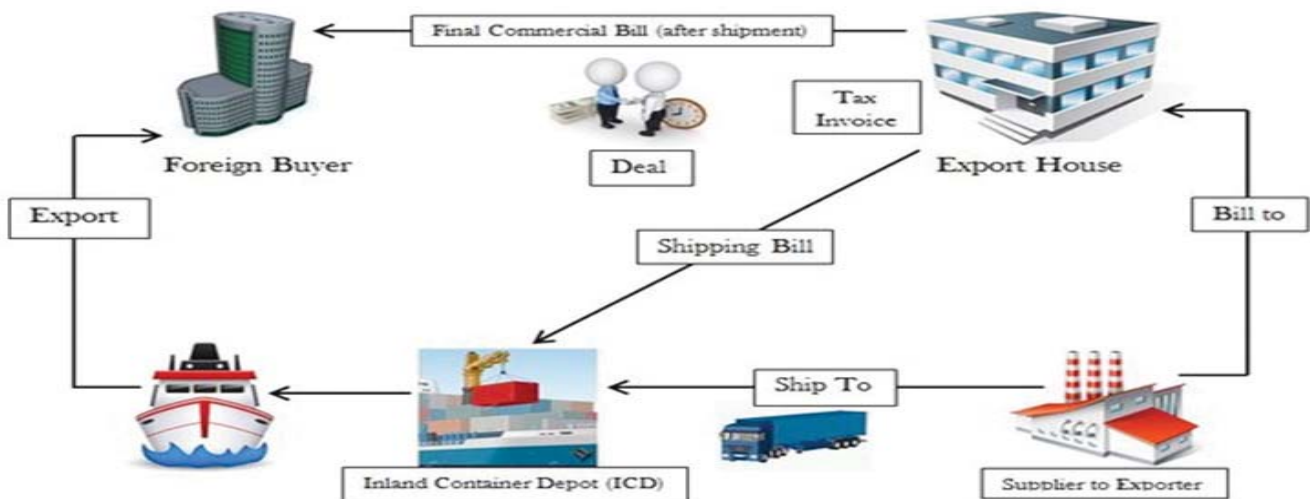 Final Commercial Bill (after shipment)
Tax
Invoice
Foreign Buyer
Deal
Export House
Export
Bill to
Shipping Bill
Ship To
Inland Container Depot (ICD)
Supplier to Exporter